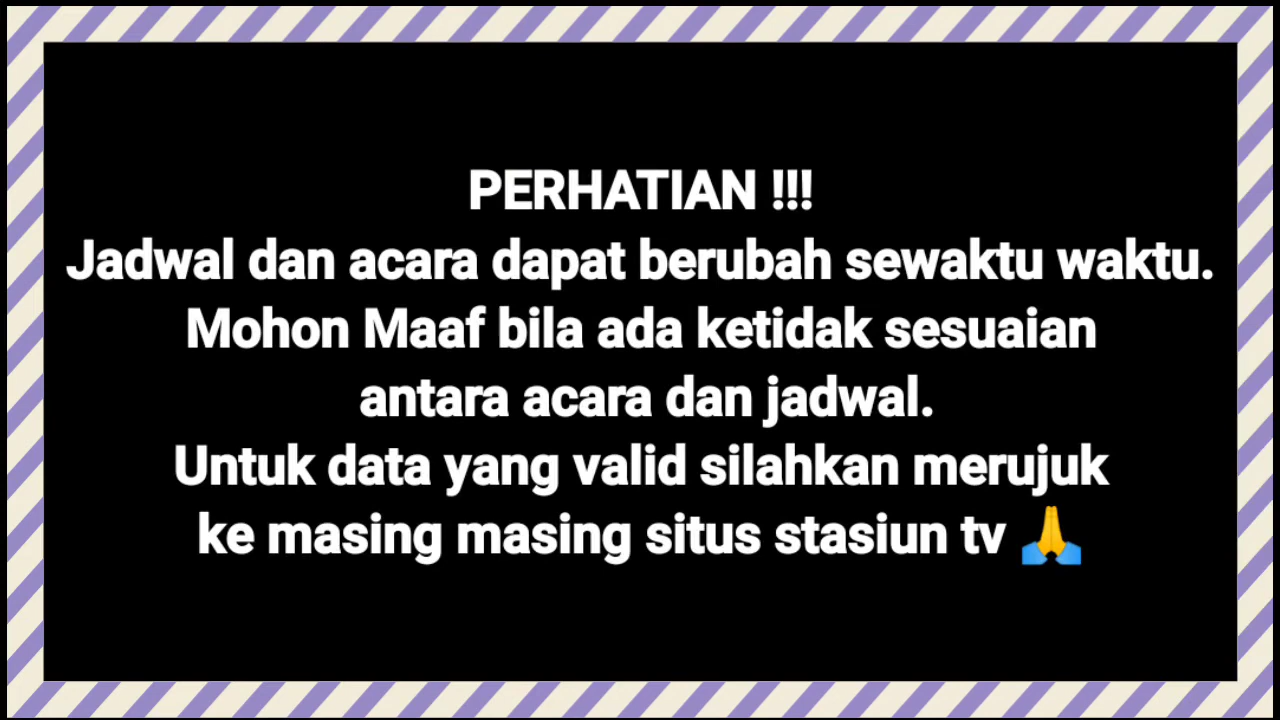 PERHATIAN !!!
Jadwal dan acara dapat berubah sewaktu waktu.
Mohon Maaf bila ada ketidak sesuaian
antara acara dan jadwal.
Untuk data yang valid silahkan merujuk
ke masing masing situs stasiun tv 🙏